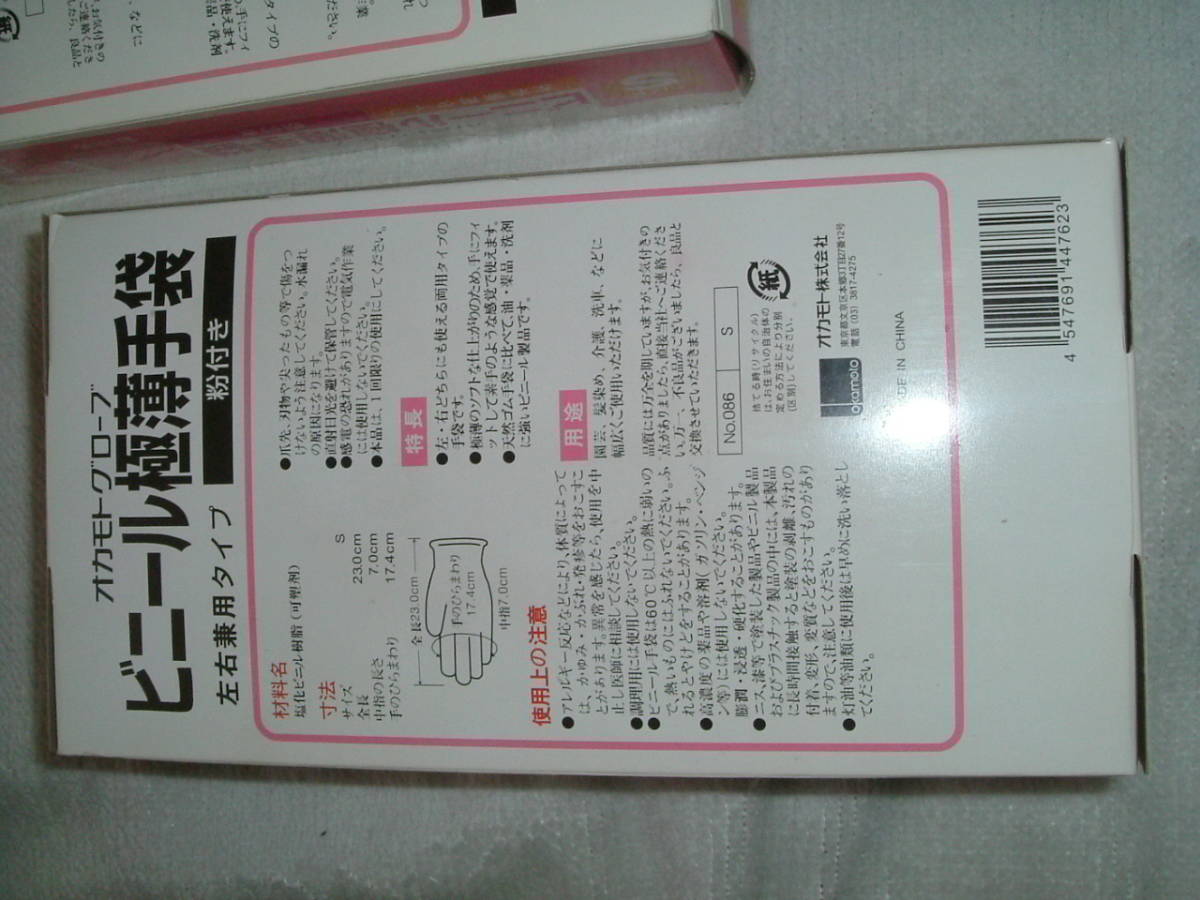 オカモトグローブ
ビニール極薄手袋
左右兼用タイプ 粉付き
材料名
塩化ビニル樹脂(可塑剤)
寸法
サイズ S
全長 23.0cm
中指の長さ 7.0cm
手のひらまわり 17.4cm
全長23.0cm
手のひらまわり
17.4cm
中指7.0cm
使用上の注意
●アレルギー反応などにより、体質によって
は、かゆみ・かぶれ・発疹等をおこすこ
とがあります。異常を感じたら、使用を中
止し医師に相談してください。
●調理用には使用しないでください。
●ビニール手袋は60℃以上の熱に弱いの
で、熱いものにはふれないでください。ふ
れるとやけどをすることがあります。
●高濃度の薬品や溶剤(ガソリン・ベンジ
ン等)には使用しないでください。
膨潤・浸透・硬化することがあります。
●ニス、漆等で塗装した製品やビニル製品
およびプラスチック製品の中には、本製品
に長時間接触すると塗装の剥離、汚れの
付着、変形、変質などをおこすものがあり
ますので、注意してください。
●灯油等油類に使用後は早めに洗い落とし
てください。
●爪先、刃物や尖ったもの等で傷をつ
けないよう注意してください。水漏れ
の原因になります。
●直射日光を避けて保管してください。
●感電の恐れがありますので電気作業
には使用しないでください。
●本品は、1回限りの使用にしてください。
特長
●左・右どちらにも使える両用タイプの
手袋です。
●極薄のソフトな仕上がりのため、手にフィ
ットして素手のような感覚で使えます。
●天然ゴム手袋に比べて、油・薬品・洗剤
に強いビニール製品です。
用途
園芸、髪染め、介護、洗車、などに
幅広くご使用いただけます。
品質には万全を期していますが、お気付きの
点がありましたら、直接当社へご連絡くださ
い。万一、不良品がございましたら、良品と
交換させていただきます。
No.086 S
紙
捨てる時(リサイクル)
は、お住まいの自治体の
定める方法により分別
(区別)してください。
okamoto
オカモト株式会社
東京都文京区本郷3丁目27番12号
電話(03)3817-4275
DE IN CHINA
4 547691 447623